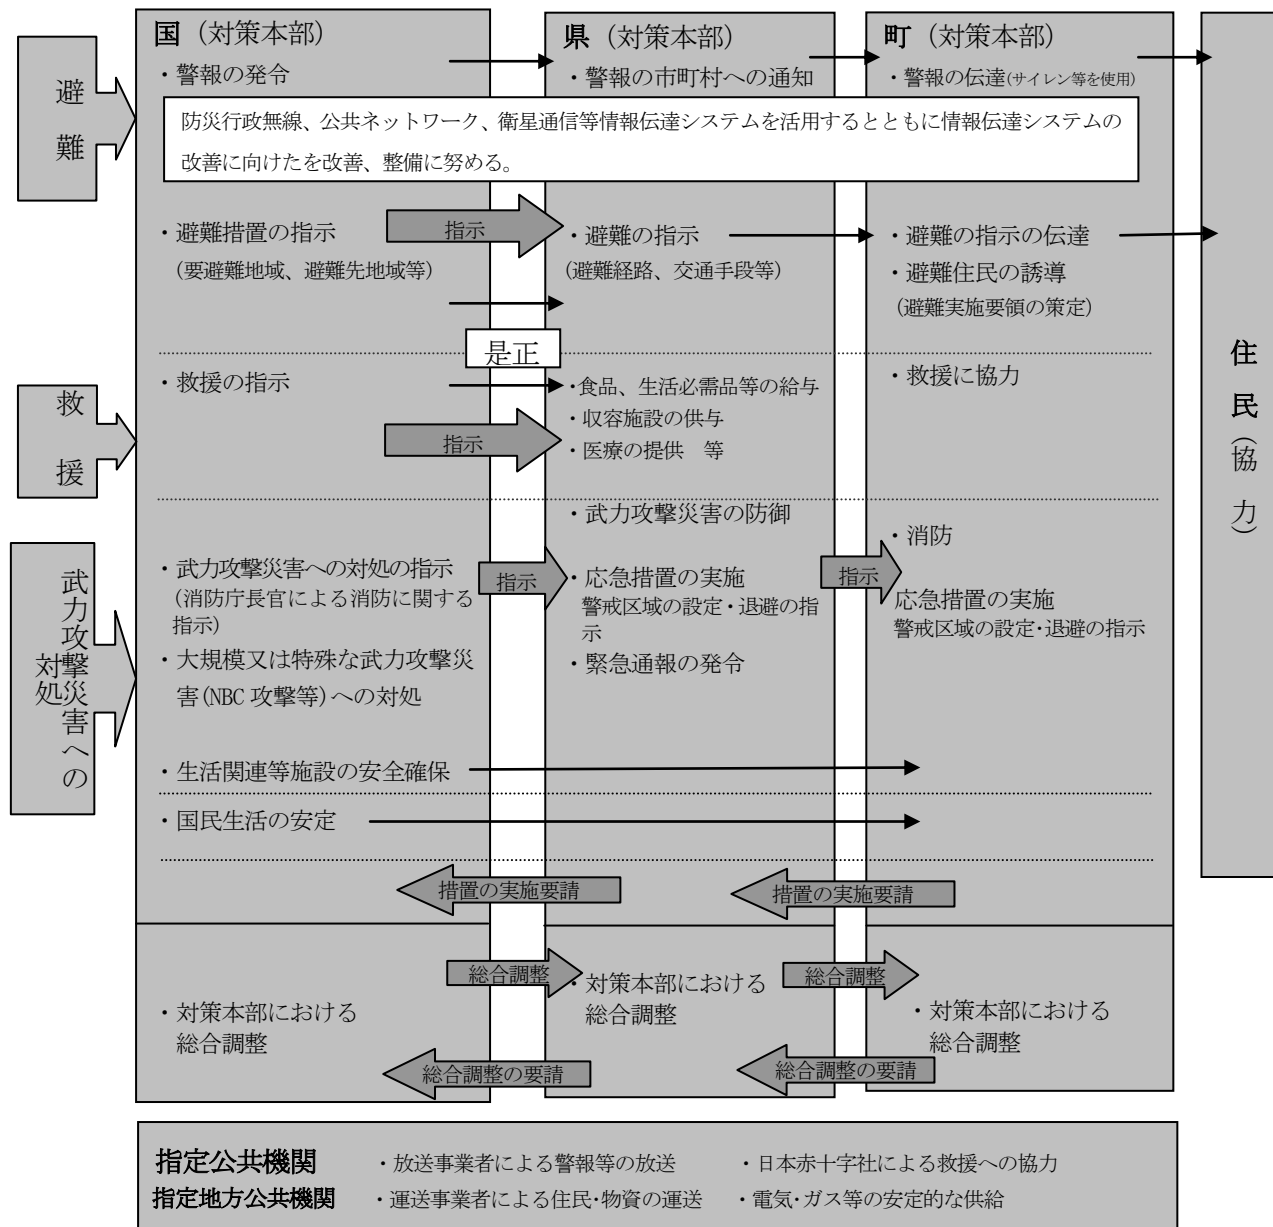 避難
国（対策本部）
・警報の発令
県（対策本部）
・警報の市町村への通知
町（対策本部）
・警報の伝達(サイレン等を使用)
防災行政無線、公共ネットワーク、衛星通信等情報伝達システムを活用するとともに情報伝達システムの
改善に向けたを改善、整備に努める。
・避難措置の指示
(要避難地域、避難先地域等)
指示
・避難の指示
(避難経路、交通手段等)
・避難の指示の伝達
・避難住民の誘導
(避難実施要領の策定)
是正
救援
・救援の指示
指示
・食品、生活必需品等の給与
・収容施設の供与
・医療の提供　等
・救援に協力
武力攻撃災害への
対処
・武力攻撃災害への対処の指示
(消防庁長官による消防に関する
指示)
・大規模又は特殊な武力攻撃災
害(NBC 攻撃等)への対処
指示
・武力攻撃災害の防御
・応急措置の実施
警戒区域の設定・退避の指
示
・緊急通報の発令
指示
・消防
応急措置の実施
警戒区域の設定・退避の指示
・生活関連等施設の安全確保
・国民生活の安定
措置の実施要請
措置の実施要請
・対策本部における
総合調整
総合調整
総合調整の要請
・対策本部における
総合調整
総合調整
総合調整の要請
・対策本部における
総合調整
住民(協力)
指定公共機関
・放送事業者による警報等の放送
・日本赤十字社による救援への協力
指定地方公共機関
・運送事業者による住民・物資の運送
・電気・ガス等の安定的な供給